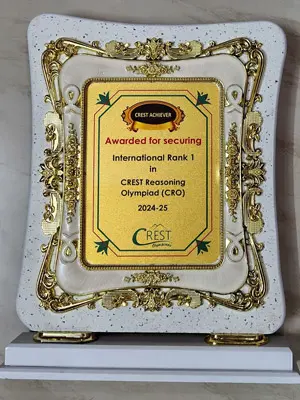 CREST ACHIEVER
Awarded for securing
International Rank 1
in
CREST Reasoning
Olympiad (CRO)
2024-25
CREST